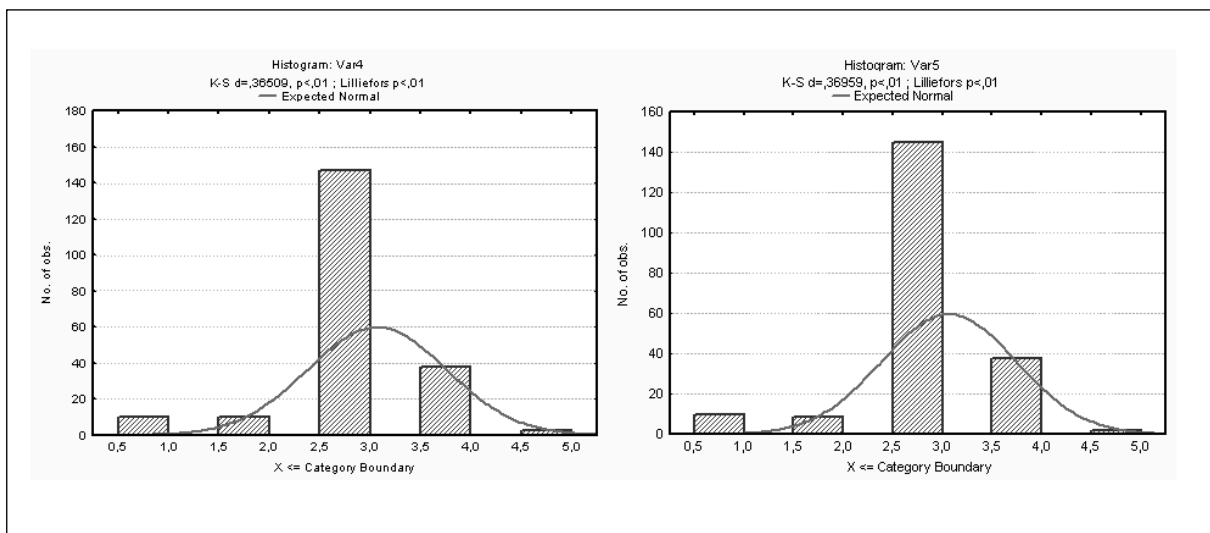 Histogram: Var4
K-S d=,36509, p<,01 ; Lilliefors p<,01
Expected Normal
180
160
140
120
100
80
60
40
20
0
No. of obs.
0,5 1,0 1,5 2,0 2,5 3,0 3,5 4,0 4,5 5,0
X <= Category Boundary
Histogram: Var5
K-S d=,36959, p<,01 ; Lilliefors p<,01
Expected Normal
160
140
120
100
80
60
40
20
0
No. of obs.
0,5 1,0 1,5 2,0 2,5 3,0 3,5 4,0 4,5 5,0
X <= Category Boundary